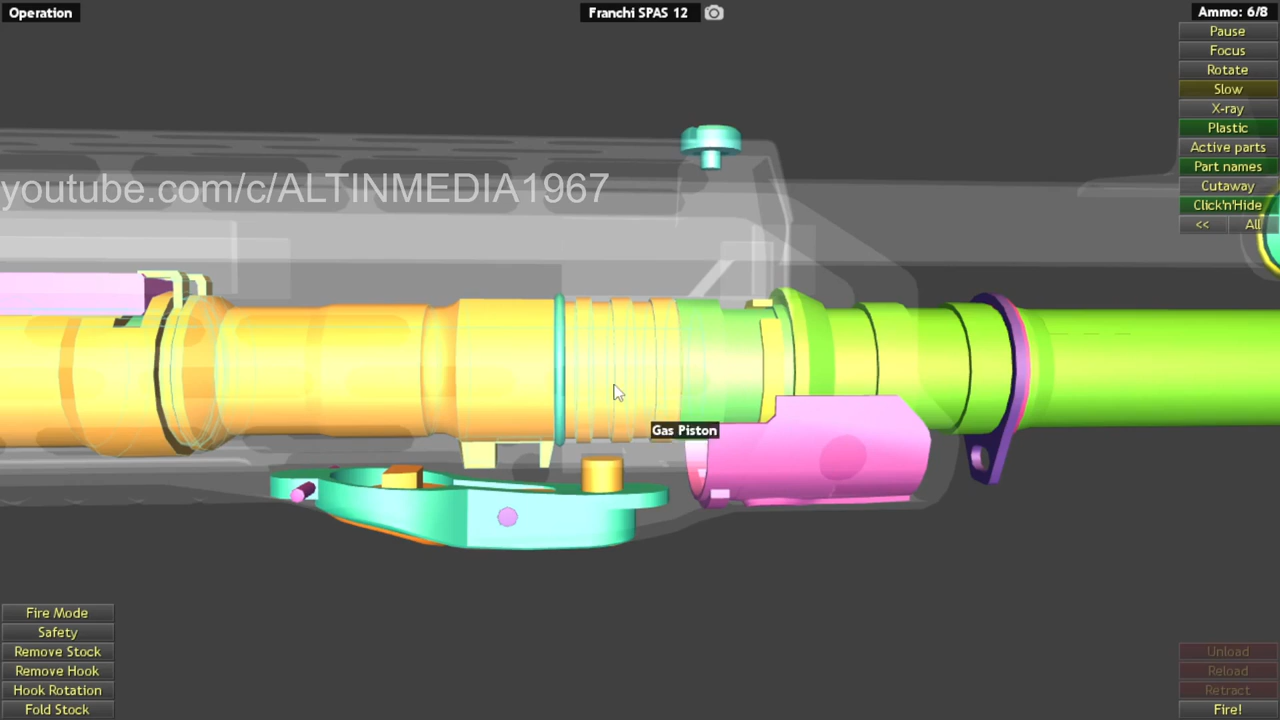 Operation
Franchi SPAS 12
Ammo: 6/8
Pause
Focus
Rotate
Slow
X-ray
Plastic
Active parts
Part names
Cutaway
Click'n'Hide
<< All
youtube.com/c/ALTINMEDIA1967
Gas Piston
Fire Mode
Safety
Remove Stock
Remove Hook
Hook Rotation
Fold Stock
Unload
Reload
Retract
Fire!